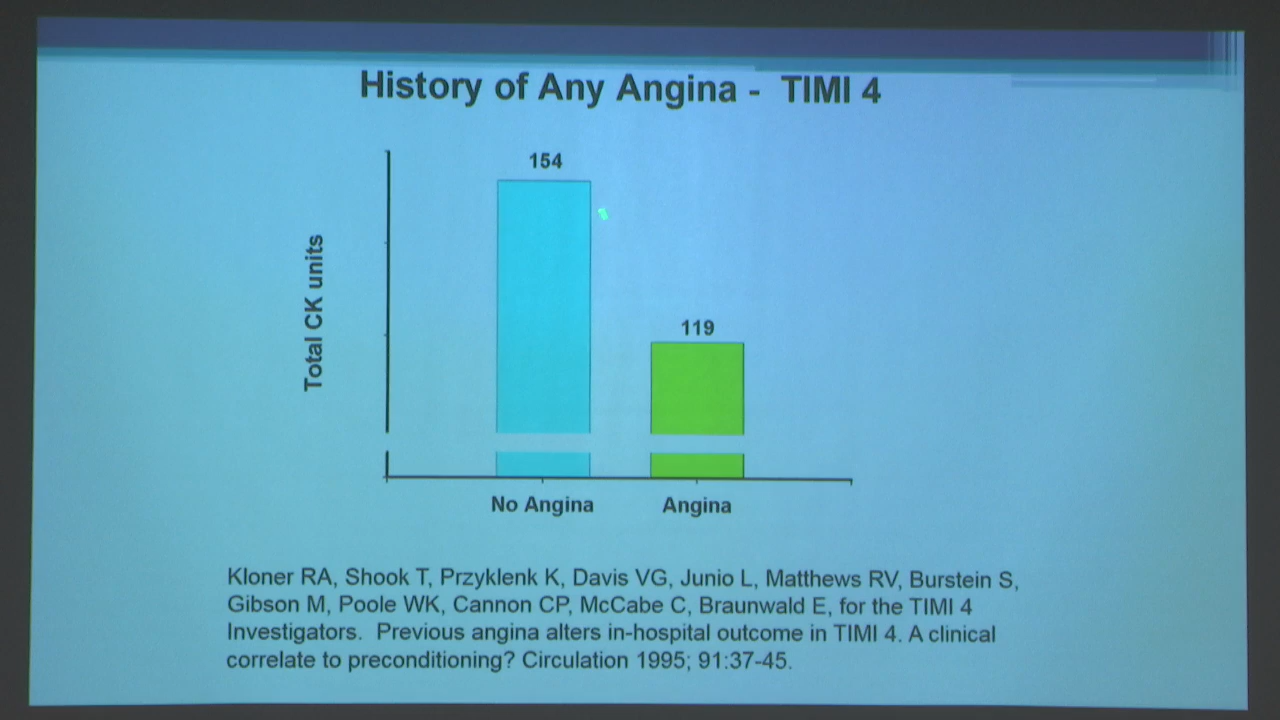 History of Any Angina - TIMI 4
154
119
Total CK units
No Angina
Angina
Kloner RA, Shook T, Przyklenk K, Davis VG, Junio L, Matthews RV, Burstein S,
Gibson M, Poole WK, Cannon CP, McCabe C, Braunwald E, for the TIMI 4
Investigators. Previous angina alters in-hospital outcome in TIMI 4. A clinical
correlate to preconditioning? Circulation 1995; 91:37-45.